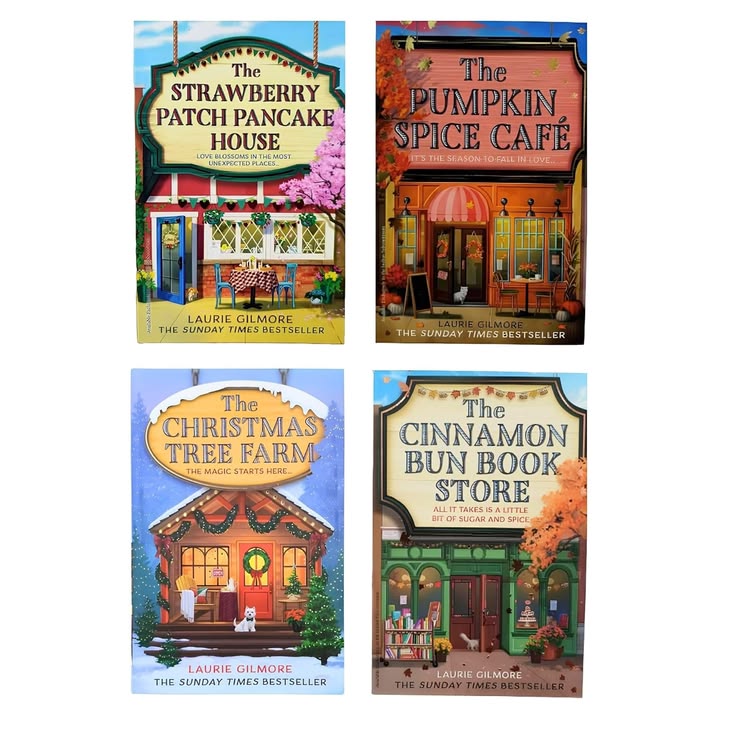 The
STRAWBERRY
PATCH PANCAKE
HOUSE
LOVE BLOSSOMS IN THE MOST
UNEXPECTED PLACES...
LAURIE GILMORE
THE SUNDAY TIMES BESTSELLER
The
PUMPKIN
SPICE CAFÉ
IT'S THE SEASON TO FALL IN LOVE...
LAURIE GILMORE
THE SUNDAY TIMES BESTSELLER
The
CHRISTMAS
TREE FARM
THE MAGIC STARTS HERE...
LAURIE GILMORE
THE SUNDAY TIMES BESTSELLER
The
CINNAMON
BUN BOOK
STORE
ALL IT TAKES IS A LITTLE
BIT OF SUGAR AND SPICE...
LAURIE GILMORE
THE SUNDAY TIMES BESTSELLER